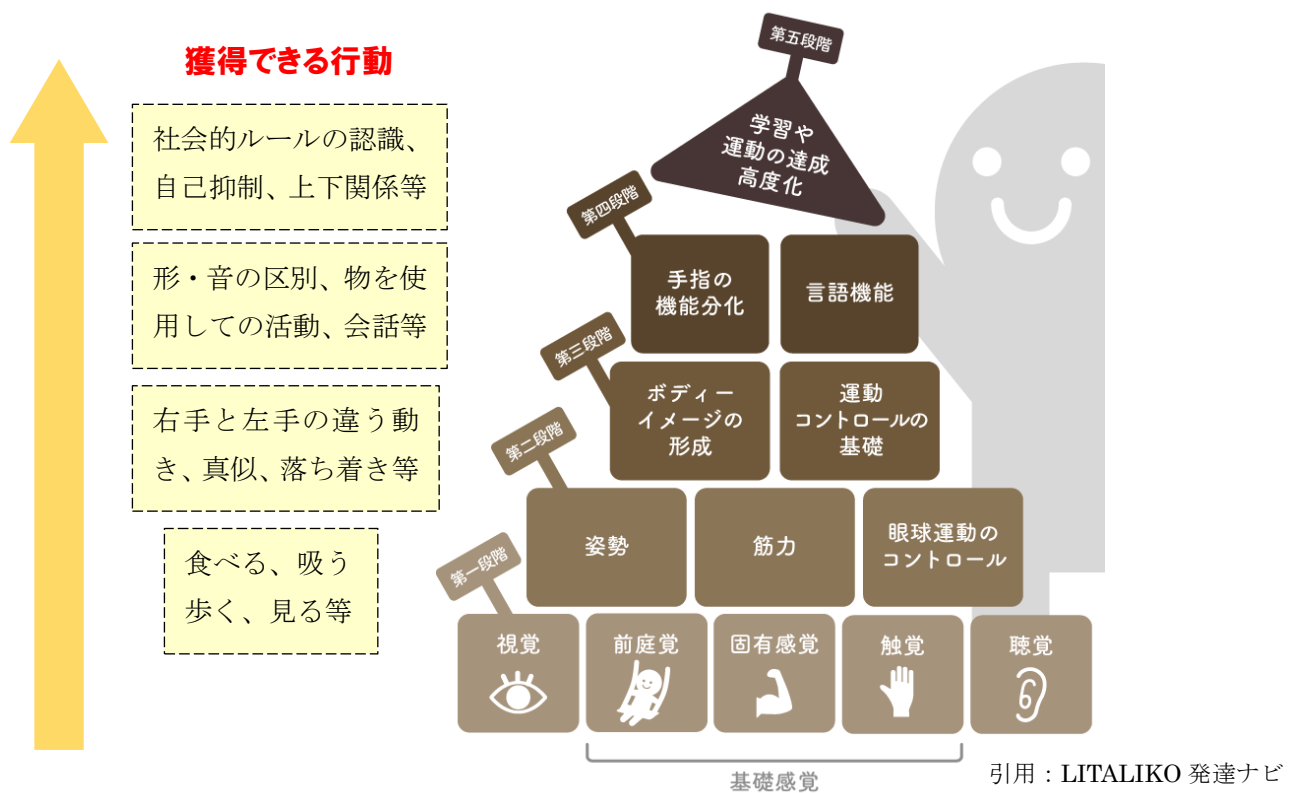 獲得できる行動
社会的ルールの認識、
自己抑制、上下関係等
形・音の区別、物を使
用しての活動、会話等
右手と左手の違う動
き、真似、落ち着き等
食べる、吸う
歩く、見る等
第五段階
学習や
運動の達成
高度化
第四段階
手指の
機能分化
言語機能
第三段階
ボディー
イメージの
形成
運動
コントロールの
基礎
第二段階
姿勢
筋力
眼球運動の
コントロール
第一段階
視覚
前庭覚
固有感覚
触覚
聴覚
基礎感覚
引用：LITALIKO 発達ナビ